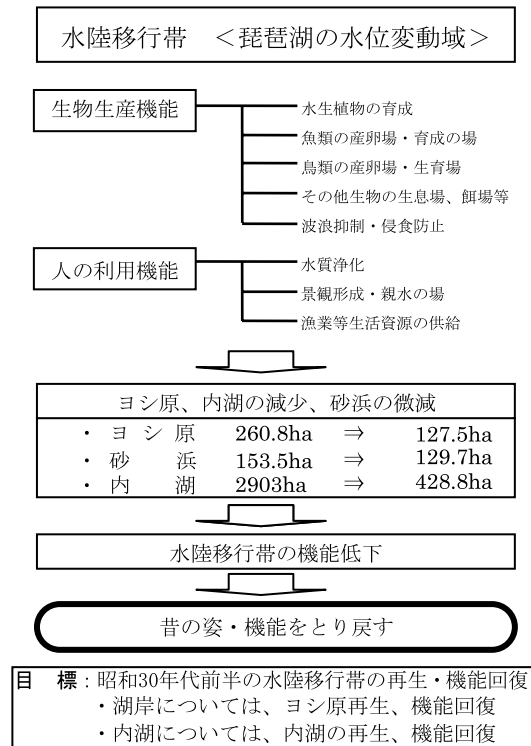 水陸移行帯　＜琵琶湖の水位変動域＞
生物生産機能
水生植物の育成
魚類の産卵場・育成の場
鳥類の産卵場・生育場
その他生物の生息場、餌場等
波浪抑制・侵食防止
人の利用機能
水質浄化
景観形成・親水の場
漁業等生活資源の供給
ヨシ原、内湖の減少、砂浜の微減
・ ヨ シ 原　260.8ha　⇒　127.5ha
・ 砂　　浜　153.5ha　⇒　129.7ha
・ 内　　湖　2903ha　⇒　428.8ha
水陸移行帯の機能低下
昔の姿・機能をとり戻す
目　標：昭和30年代前半の水陸移行帯の再生・機能回復
・湖岸については、ヨシ原再生、機能回復
・内湖については、内湖の再生、機能回復